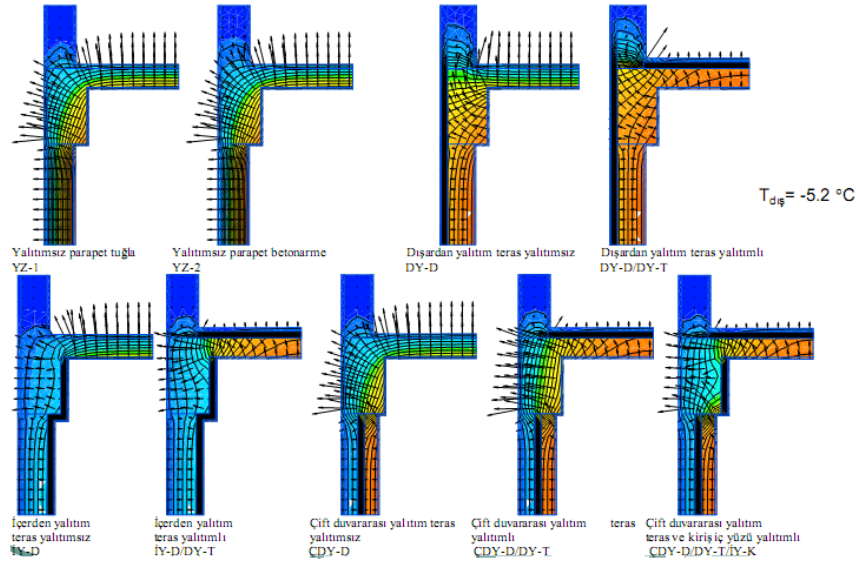 T_dış= -5.2 °C
Yalıtımsız parapet tuğla
YZ-1
Yalıtımsız parapet betonarme
YZ-2
Dışardan yalıtım teras yalıtımsız
DY-D
Dışardan yalıtım teras yalıtımlı
DY-D/DY-T
İçerden yalıtım
teras yalıtımsız
İY-D
İçerden yalıtım
teras yalıtımlı
İY-D/DY-T
Çift duvararası yalıtım teras
yalıtımsız
ÇDY-D
Çift duvararası yalıtım teras
yalıtımlı
ÇDY-D/DY-T
Çift duvararası yalıtım
teras ve kiriş iç yüzü yalıtımlı
ÇDY-D/DY-T/İY-K